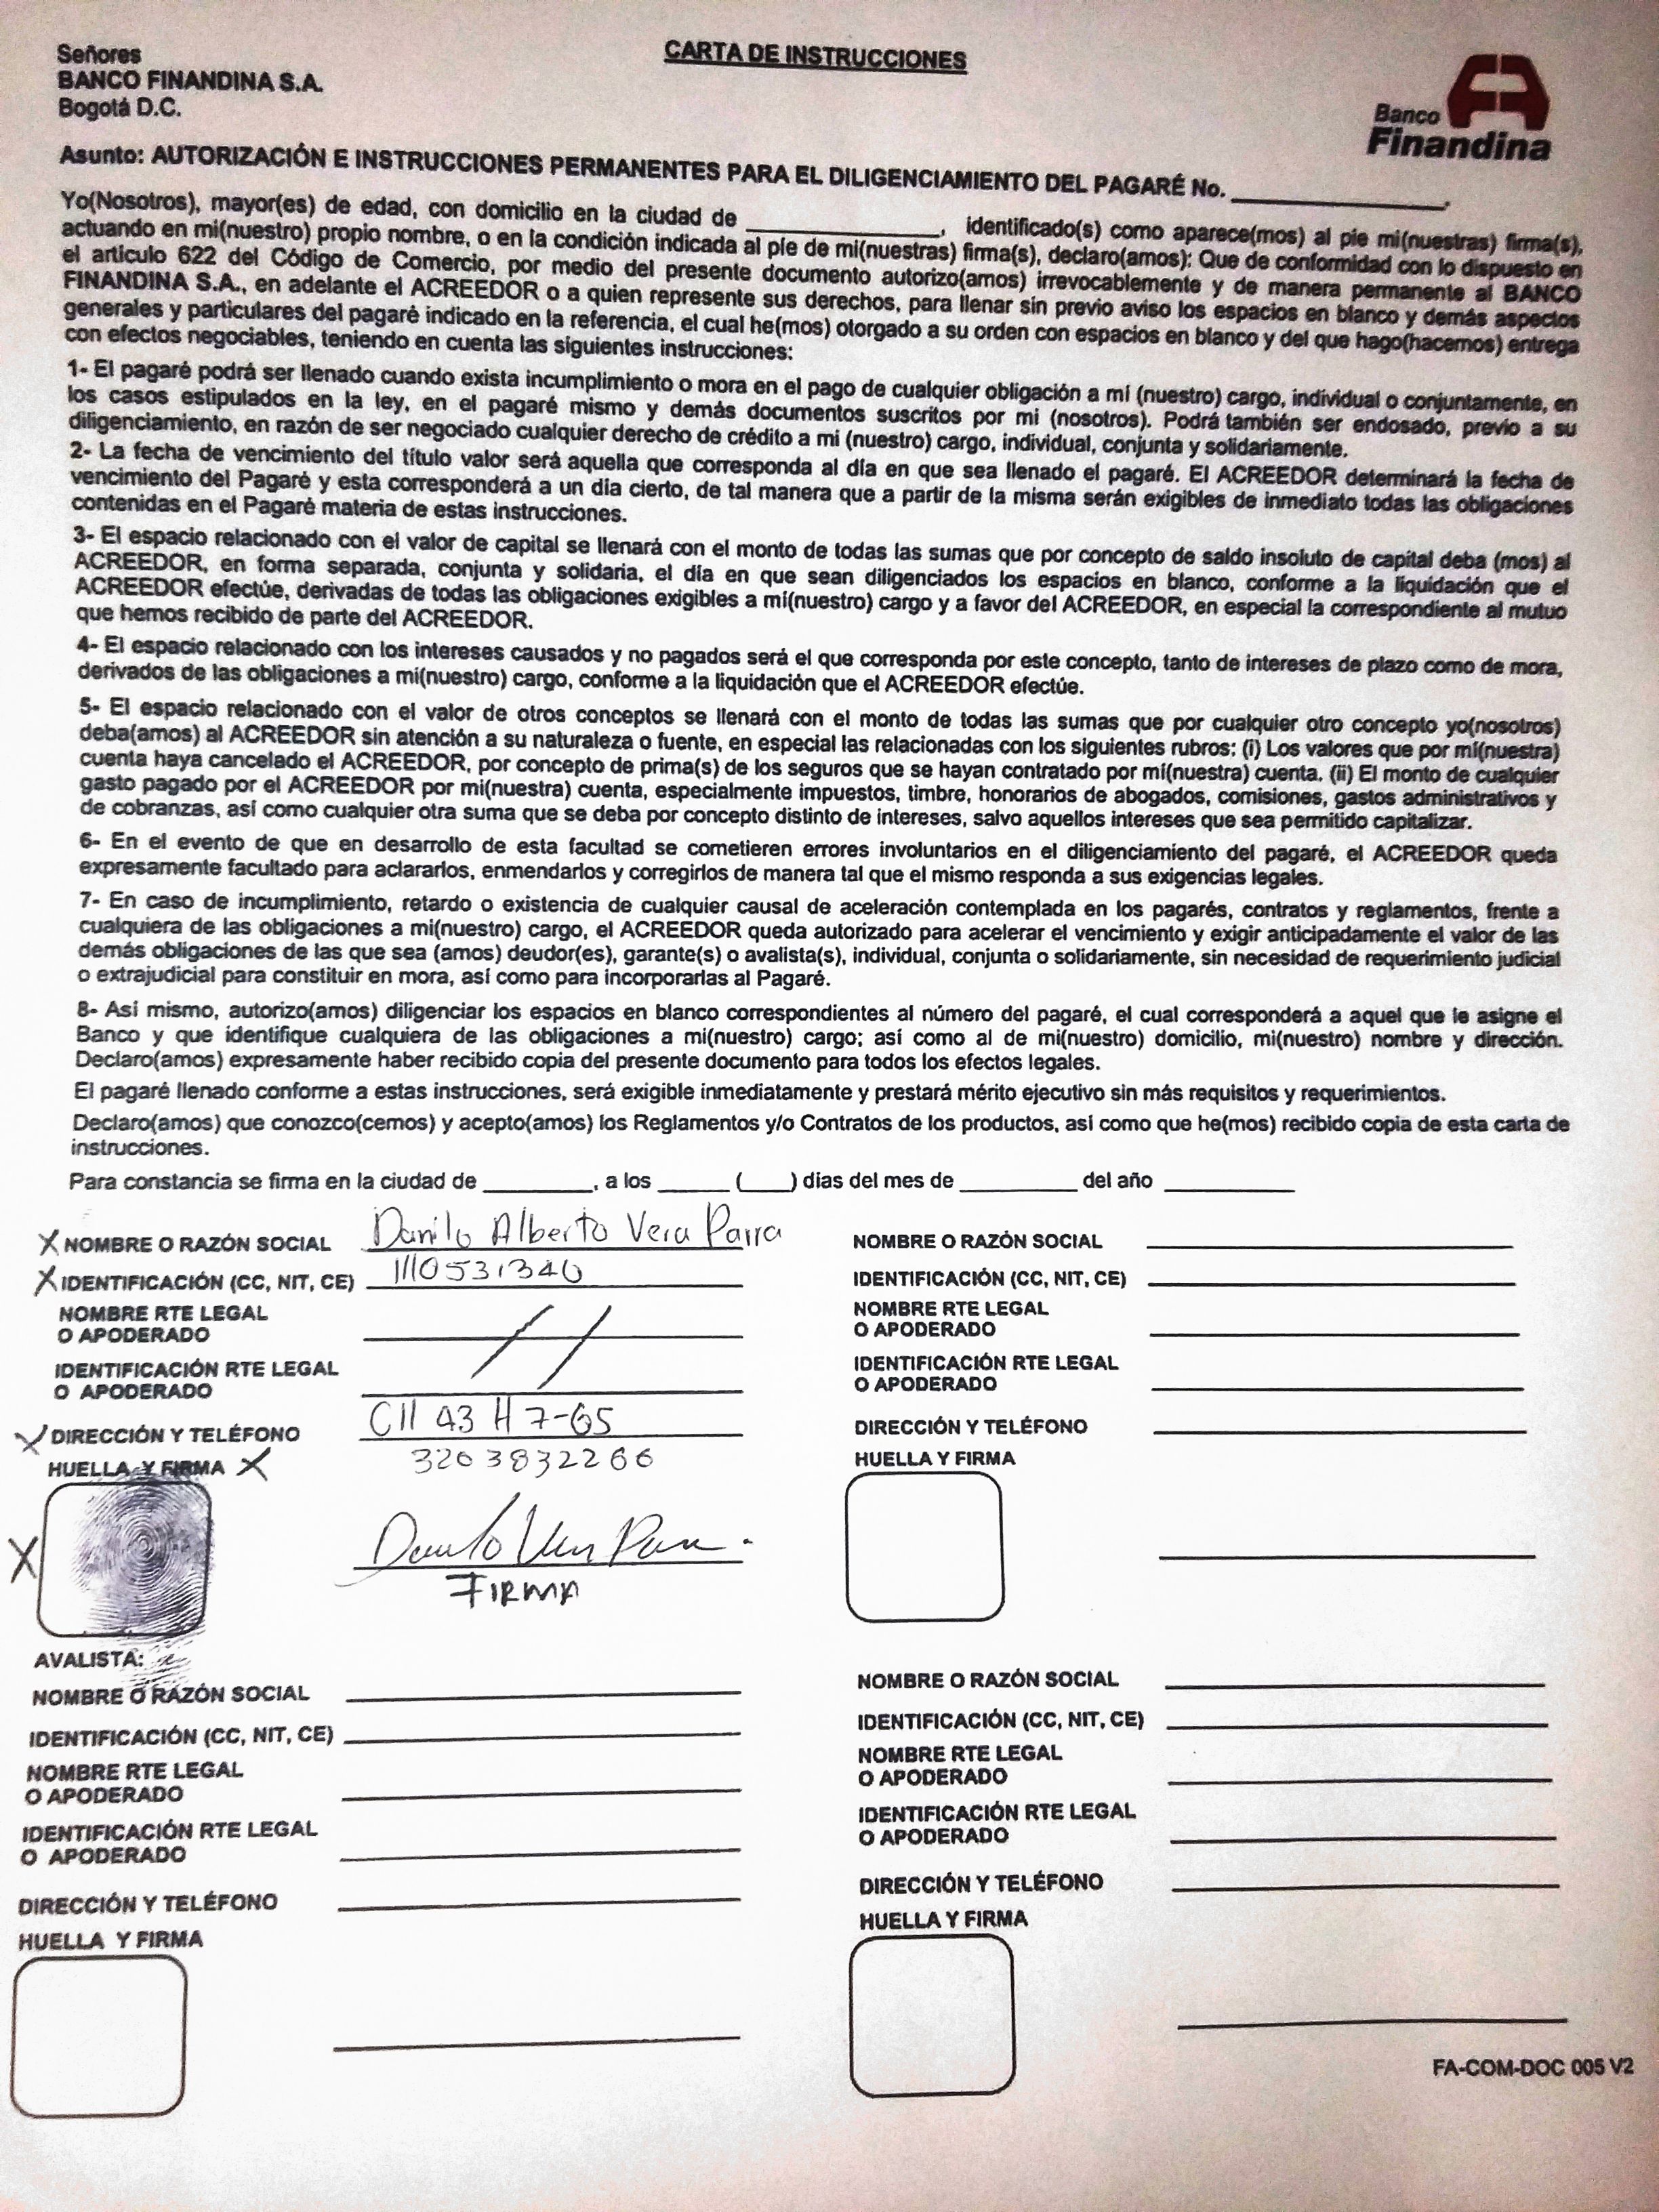 Señores
BANCO FINANDINA S.A.
Bogotá D.C.
CARTA DE INSTRUCCIONES
Banco
Finandina
Asunto: AUTORIZACIÓN E INSTRUCCIONES PERMANENTES PARA EL DILIGENCIAMIENTO DEL PAGARÉ No. ____________.
Yo(Nosotros), mayor(es) de edad, con domicilio en la ciudad de ____________, identificado(s) como aparece(mos) al pie mi(nuestras) firma(s),
actuando en mi(nuestro) propio nombre, o en la condición indicada al pie de mi(nuestras) firma(s), declaro(amos): Que de conformidad con lo dispuesto en
el articulo 622 del Código de Comercio, por medio del presente documento autorizo(amos) irrevocablemente y de manera permanente al BANCO
FINANDINA S.A., en adelante el ACREEDOR o a quien represente sus derechos, para llenar sin previo aviso los espacios en blanco y demás aspectos
generales y particulares del pagaré indicado en la referencia, el cual he(mos) otorgado a su orden con espacios en blanco y del que hago(hacemos) entrega
con efectos negociables, teniendo en cuenta las siguientes instrucciones:
1- El pagaré podrá ser llenado cuando exista incumplimiento o mora en el pago de cualquier obligación a mí (nuestro) cargo, individual o conjuntamente, en
los casos estipulados en la ley, en el pagaré mismo y demás documentos suscritos por mi (nosotros). Podrá también ser endosado, previo a su
diligenciamiento, en razón de ser negociado cualquier derecho de crédito a mi (nuestro) cargo, individual, conjunta y solidariamente.
2- La fecha de vencimiento del título valor será aquella que corresponda al día en que sea llenado el pagaré. El ACREEDOR determinará la fecha de
vencimiento del Pagaré y esta corresponderá a un día cierto, de tal manera que a partir de la misma serán exigibles de inmediato todas las obligaciones
contenidas en el Pagaré materia de estas instrucciones.
3- El espacio relacionado con el valor de capital se llenará con el monto de todas las sumas que por concepto de saldo insoluto de capital deba (mos) al
ACREEDOR, en forma separada, conjunta y solidaria, el día en que sean diligenciados los espacios en blanco, conforme a la liquidación que el
ACREEDOR efectúe, derivadas de todas las obligaciones exigibles a mí(nuestro) cargo y a favor del ACREEDOR, en especial la correspondiente al mutuo
que hemos recibido de parte del ACREEDOR.
4- El espacio relacionado con los intereses causados y no pagados será el que corresponda por este concepto, tanto de intereses de plazo como de mora,
derivados de las obligaciones a mí(nuestro) cargo, conforme a la liquidación que el ACREEDOR efectúe.
5- El espacio relacionado con el valor de otros conceptos se llenará con el monto de todas las sumas que por cualquier otro concepto yo(nosotros)
deba(amos) al ACREEDOR sin atención a su naturaleza o fuente, en especial las relacionadas con los siguientes rubros: (i) Los valores que por mí(nuestra)
cuenta haya cancelado el ACREEDOR, por concepto de prima(s) de los seguros que se hayan contratado por mí(nuestra) cuenta. (ii) El monto de cualquier
gasto pagado por el ACREEDOR por mi(nuestra) cuenta, especialmente impuestos, timbre, honorarios de abogados, comisiones, gastos administrativos y
de cobranzas, así como cualquier otra suma que se deba por concepto distinto de intereses, salvo aquellos intereses que sea permitido capitalizar.
6- En el evento de que en desarrollo de esta facultad se cometieren errores involuntarios en el diligenciamiento del pagaré, el ACREEDOR queda
expresamente facultado para aclararlos, enmendarlos y corregirlos de manera tal que el mismo responda a sus exigencias legales.
7- En caso de incumplimiento, retardo o existencia de cualquier causal de aceleración contemplada en los pagarés, contratos y reglamentos, frente a
cualquiera de las obligaciones a mi(nuestro) cargo, el ACREEDOR queda autorizado para acelerar el vencimiento y exigir anticipadamente el valor de las
demás obligaciones de las que sea (amos) deudor(es), garante(s) o avalista(s), individual, conjunta o solidariamente, sin necesidad de requerimiento judicial
o extrajudicial para constituir en mora, así como para incorporarlas al Pagaré.
8- Así mismo, autorizo(amos) diligenciar los espacios en blanco correspondientes al número del pagaré, el cual corresponderá a aquel que le asigne el
Banco y que identifique cualquiera de las obligaciones a mi(nuestro) cargo; así como al de mi(nuestro) domicilio, mi(nuestro) nombre y dirección.
Declaro(amos) expresamente haber recibido copia del presente documento para todos los efectos legales.
El pagaré llenado conforme a estas instrucciones, será exigible inmediatamente y prestará mérito ejecutivo sin más requisitos y requerimientos.
Declaro(amos) que conozco(cemos) y acepto(amos) los Reglamentos y/o Contratos de los productos, así como que he(mos) recibido copia de esta carta de
instrucciones.
Para constancia se firma en la ciudad de ________, a los _____ (___) días del mes de ________ del año ________
X NOMBRE O RAZÓN SOCIAL Danilo Alberto Vera Parra
X IDENTIFICACIÓN (CC, NIT, CE) 1110531340
NOMBRE RTE LEGAL
O APODERADO
IDENTIFICACIÓN RTE LEGAL
O APODERADO
X DIRECCIÓN Y TELÉFONO Cll 43 H 7-65
HUELLA Y FIRMA X 3203832266
X
Danilo Vera Parra
FIRMA
NOMBRE O RAZÓN SOCIAL
IDENTIFICACIÓN (CC, NIT, CE)
NOMBRE RTE LEGAL
O APODERADO
IDENTIFICACIÓN RTE LEGAL
O APODERADO
DIRECCIÓN Y TELÉFONO
HUELLA Y FIRMA
AVALISTA:
NOMBRE O RAZÓN SOCIAL
IDENTIFICACIÓN (CC, NIT, CE)
NOMBRE RTE LEGAL
O APODERADO
IDENTIFICACIÓN RTE LEGAL
O APODERADO
DIRECCIÓN Y TELÉFONO
HUELLA Y FIRMA
NOMBRE O RAZÓN SOCIAL
IDENTIFICACIÓN (CC, NIT, CE)
NOMBRE RTE LEGAL
O APODERADO
IDENTIFICACIÓN RTE LEGAL
O APODERADO
DIRECCIÓN Y TELÉFONO
HUELLA Y FIRMA
FA-COM-DOC 005 V2